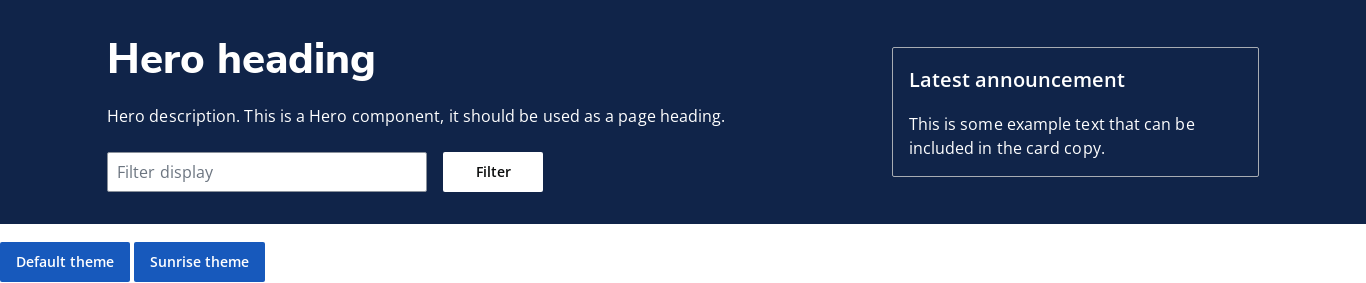 Hero heading
Hero description. This is a Hero component, it should be used as a page heading.
Filter display
Filter
Latest announcement
This is some example text that can be
included in the card copy.
Default theme
Sunrise theme